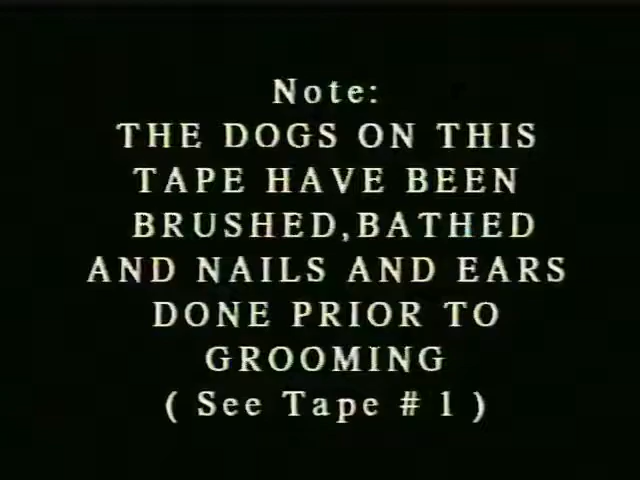 Note:
THE DOGS ON THIS
TAPE HAVE BEEN
BRUSHED,BATHED
AND NAILS AND EARS
DONE PRIOR TO
GROOMING
( See Tape # 1 )